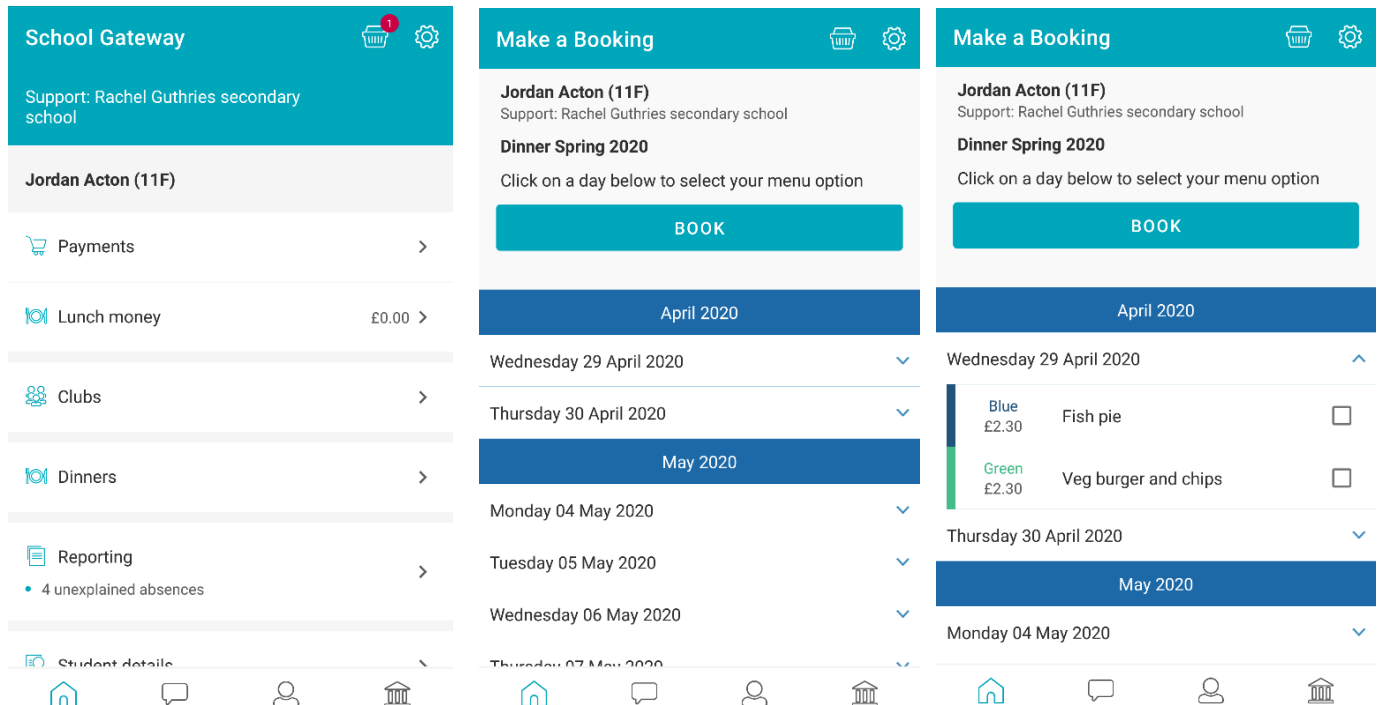 School Gateway
1
Support: Rachel Guthries secondary
school
Jordan Acton (11F)
Payments
Lunch money £0.00
Clubs
Dinners
Reporting
4 unexplained absences
Student details
Make a Booking
Jordan Acton (11F)
Support: Rachel Guthries secondary school
Dinner Spring 2020
Click on a day below to select your menu option
BOOK
April 2020
Wednesday 29 April 2020
Thursday 30 April 2020
May 2020
Monday 04 May 2020
Tuesday 05 May 2020
Wednesday 06 May 2020
Thursday 07 May 2020
Make a Booking
Jordan Acton (11F)
Support: Rachel Guthries secondary school
Dinner Spring 2020
Click on a day below to select your menu option
BOOK
April 2020
Wednesday 29 April 2020
Blue
£2.30
Fish pie
Green
£2.30
Veg burger and chips
Thursday 30 April 2020
May 2020
Monday 04 May 2020